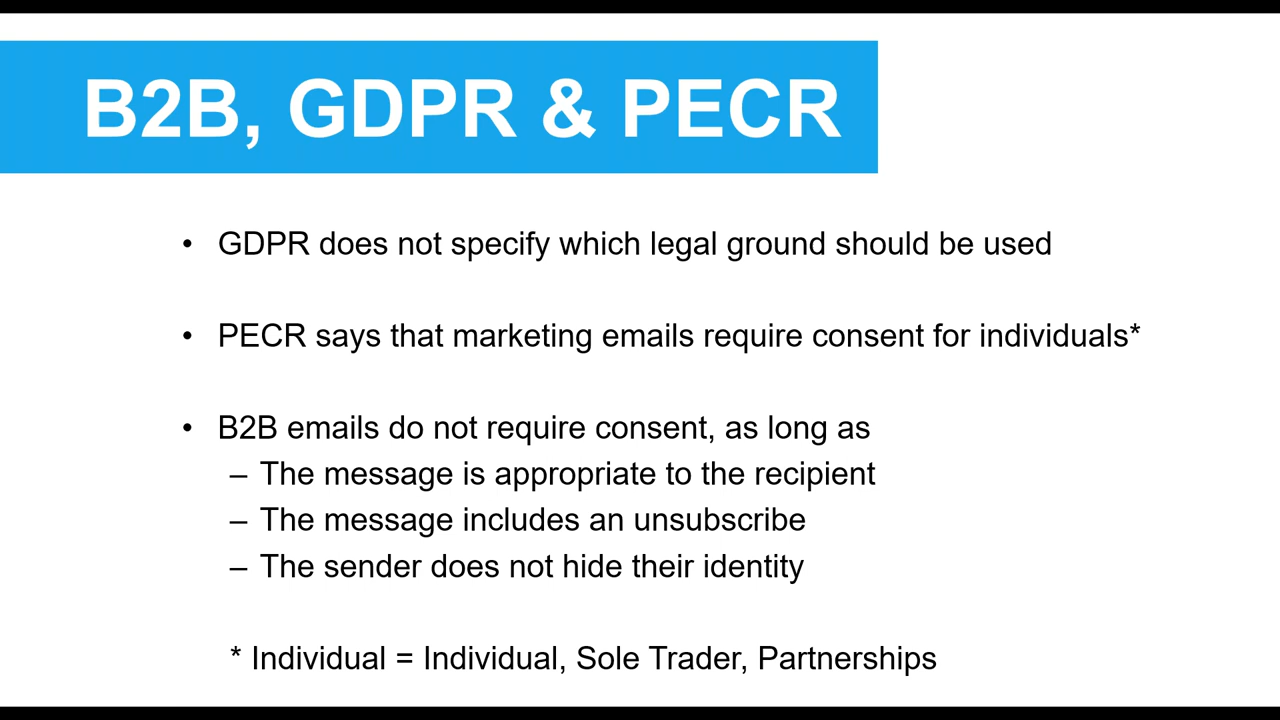 B2B, GDPR & PECR
• GDPR does not specify which legal ground should be used
• PECR says that marketing emails require consent for individuals*
• B2B emails do not require consent, as long as
– The message is appropriate to the recipient
– The message includes an unsubscribe
– The sender does not hide their identity
* Individual = Individual, Sole Trader, Partnerships